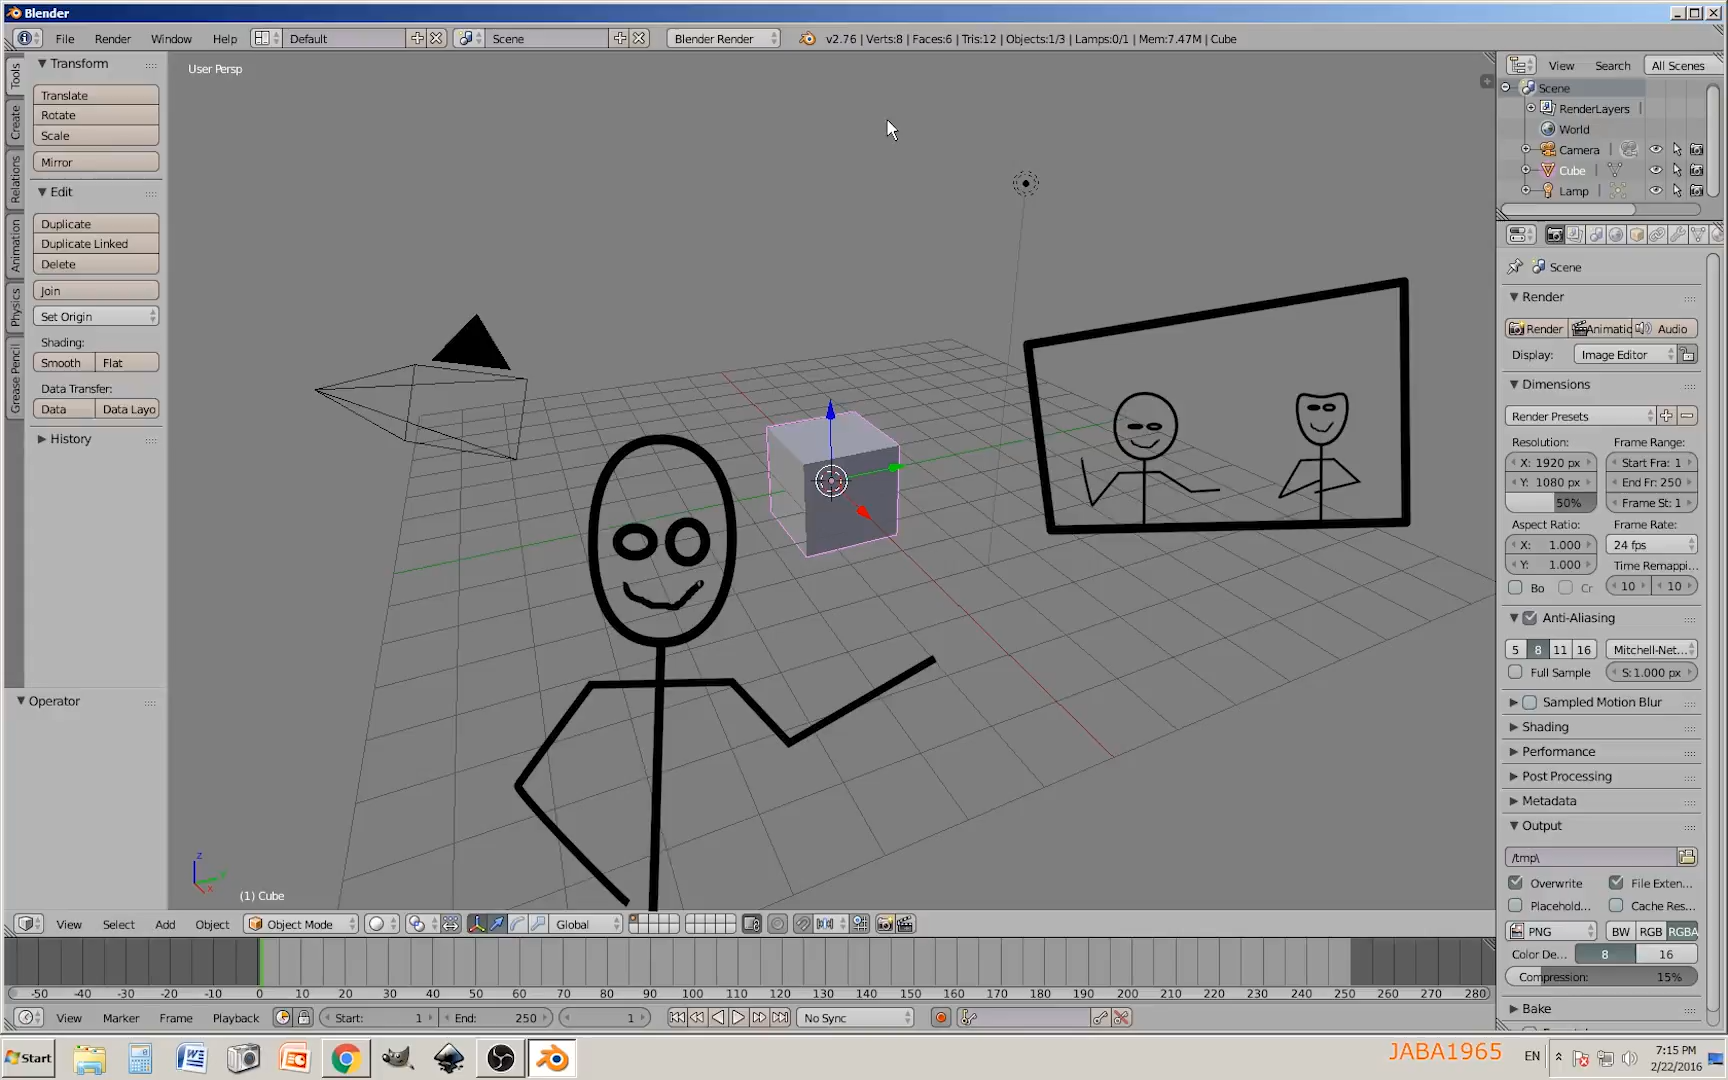 Blender
File Render Window Help Default Scene Blender Render v2.76 | Verts:8 | Faces:6 | Tris:12 | Objects:1/3 | Lamps:0/1 | Mem:7.47M | Cube
Tools
Create
Relations
Animation
Physics
Grease Pencil
Transform
Translate
Rotate
Scale
Mirror
Edit
Duplicate
Duplicate Linked
Delete
Join
Set Origin
Shading:
Smooth Flat
Data Transfer:
Data Data Layo
History
Operator
User Persp
z
Y
X
(1) Cube
View Search All Scenes
Scene
RenderLayers
World
Camera
Cube
Lamp
Scene
Render
Render Animatic Audio
Display: Image Editor
Dimensions
Render Presets
Resolution: Frame Range:
X: 1920 px Start Fra: 1
Y: 1080 px End Fr: 250
50% Frame St: 1
Aspect Ratio: Frame Rate:
X: 1.000 24 fps
Y: 1.000 Time Remappi...
Bo Cr 10 10
Anti-Aliasing
5 8 11 16 Mitchell-Net...
Full Sample S: 1.000 px
Sampled Motion Blur
Shading
Performance
Post Processing
Metadata
Output
/tmp\
Overwrite File Exten...
Placehold... Cache Res...
PNG BW RGB RGBA
Color De... 8 16
Compression: 15%
Bake
View Select Add Object Object Mode Global
-50 -40 -30 -20 -10 0 10 20 30 40 50 60 70 80 90 100 110 120 130 140 150 160 170 180 190 200 210 220 230 240 250 260 270 280
View Marker Frame Playback Start: 1 End: 250 1 No Sync
Start JABA1965 EN 7:15 PM
2/22/2016